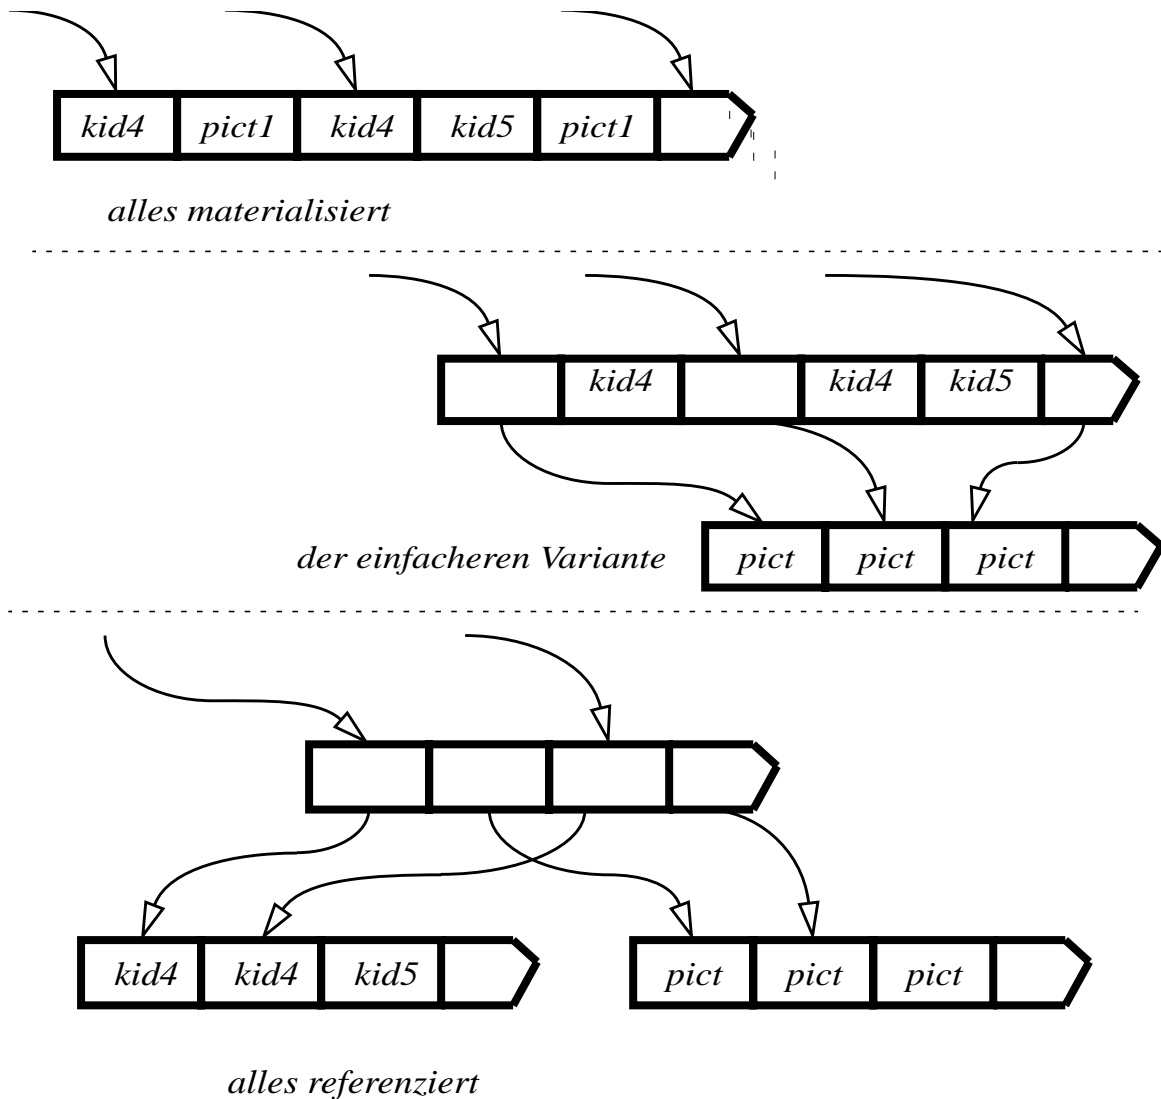 kid4 pict1 kid4 kid5 pict1
alles materialisiert
kid4 kid4 kid5
der einfacheren Variante pict pict pict
kid4 kid4 kid5 pict pict pict
alles referenziert